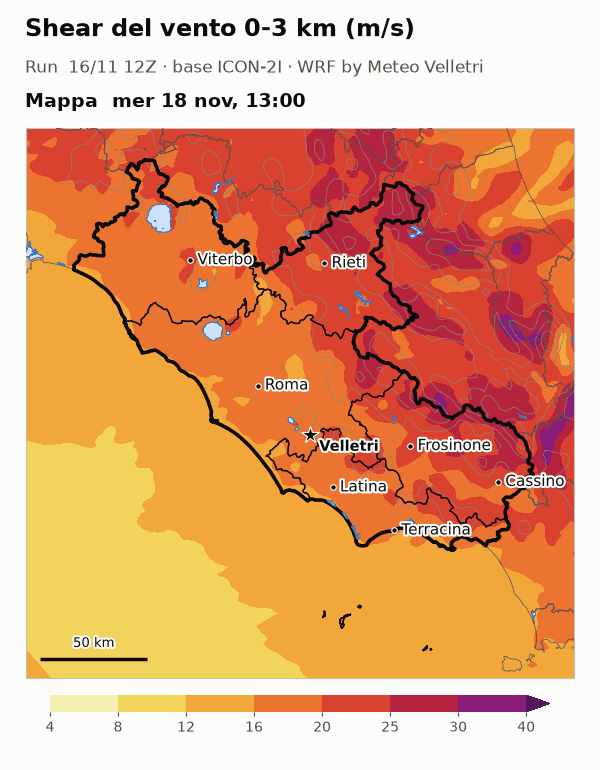 Shear del vento 0-3 km (m/s)
Run  16/11 12Z · base ICON-2I · WRF by Meteo Velletri
Mappa  mer 18 nov, 13:00
Viterbo
Rieti
Roma
Velletri
Frosinone
Cassino
Latina
Terracina
50 km
4 8 12 16 20 25 30 40